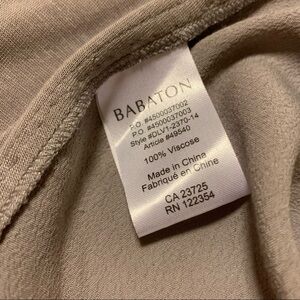 BABATON
P.O. #4500037002
P.O. #4500037003
Style #DLV1-2370-14
Article #49540
100% Viscose
Made in China
Fabriqué en Chine
CA 23725
RN 122354